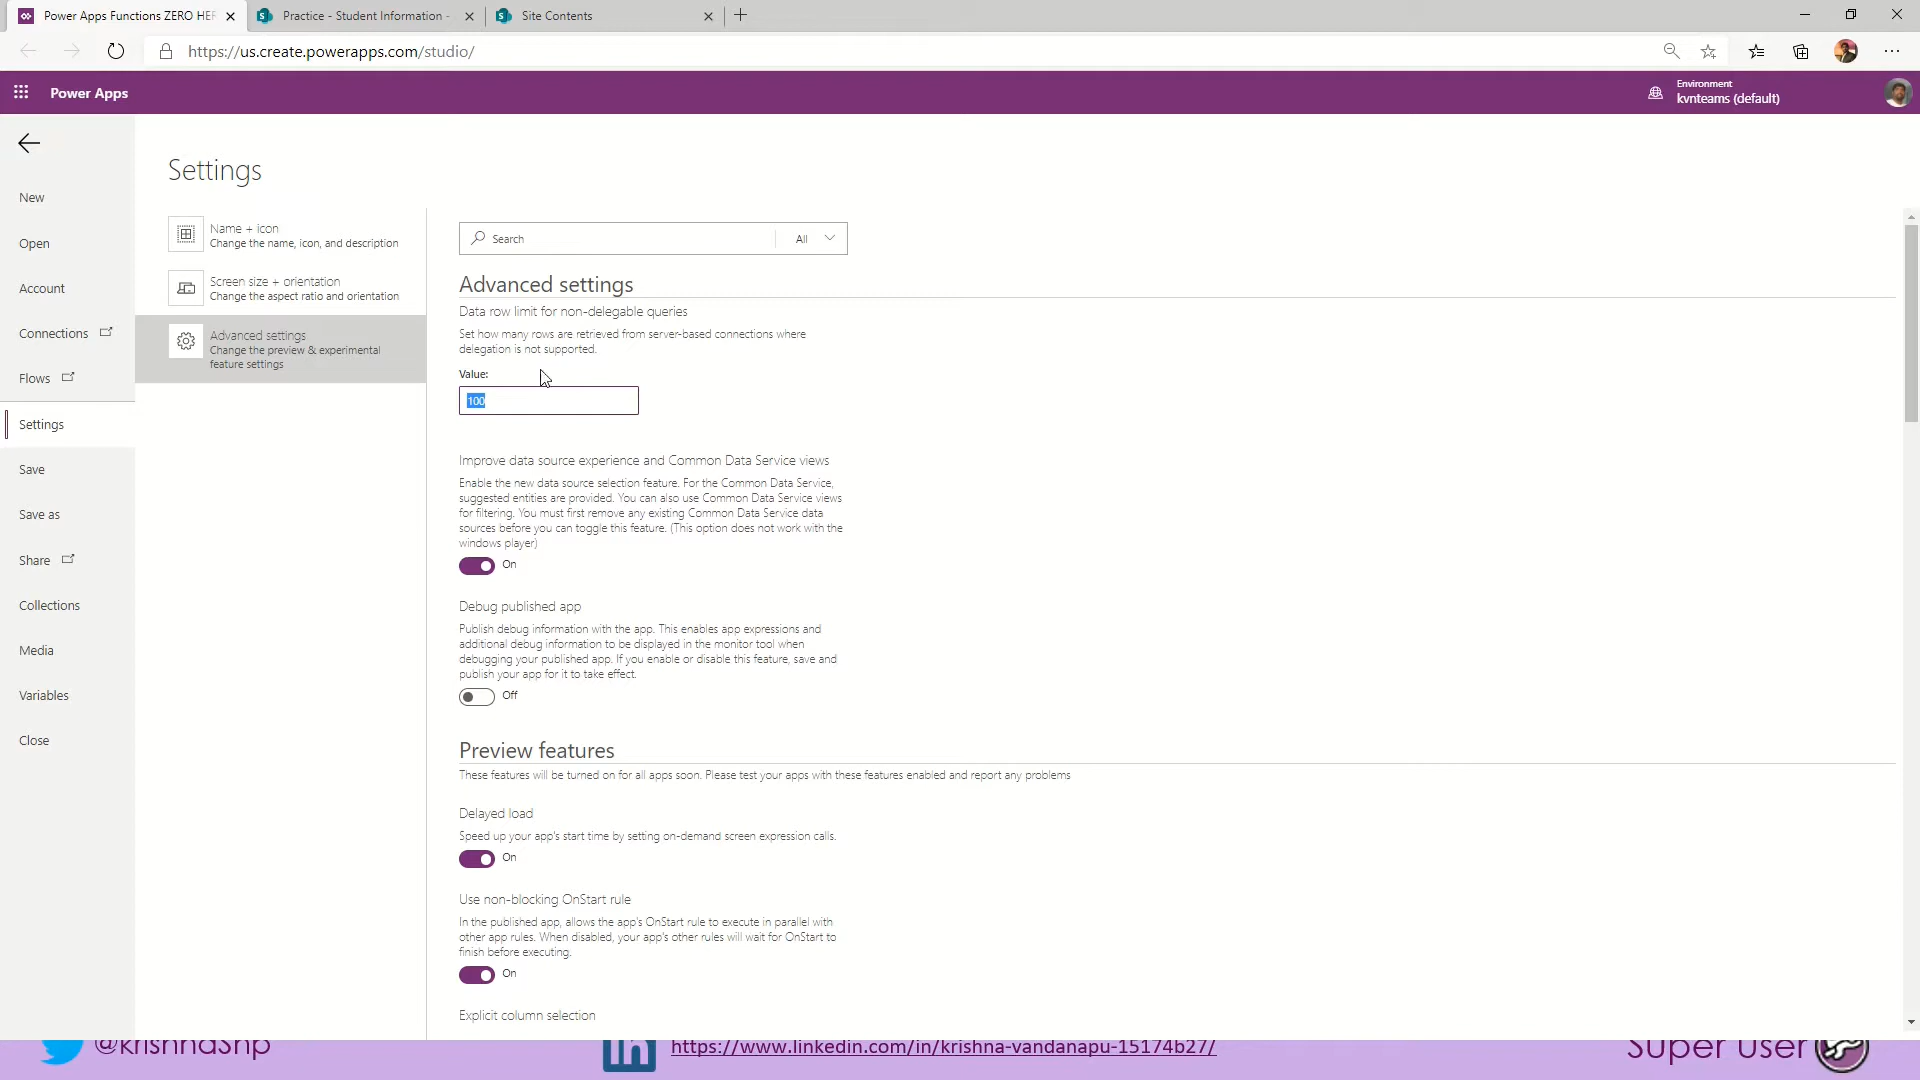 Power Apps Functions ZERO HER
Practice - Student Information -
Site Contents
https://us.create.powerapps.com/studio/
Power Apps
Environment
kvnteams (default)
New
Open
Account
Connections
Flows
Settings
Save
Save as
Share
Collections
Media
Variables
Close
Settings
Name + icon
Change the name, icon, and description
Screen size + orientation
Change the aspect ratio and orientation
Advanced settings
Change the preview & experimental
feature settings
Search
All
Advanced settings
Data row limit for non-delegable queries
Set how many rows are retrieved from server-based connections where
delegation is not supported.
Value:
100
Improve data source experience and Common Data Service views
Enable the new data source selection feature. For the Common Data Service,
suggested entities are provided. You can also use Common Data Service views
for filtering. You must first remove any existing Common Data Service data
sources before you can toggle this feature. (This option does not work with the
windows player)
On
Debug published app
Publish debug information with the app. This enables app expressions and
additional debug information to be displayed in the monitor tool when
debugging your published app. If you enable or disable this feature, save and
publish your app for it to take effect.
Off
Preview features
These features will be turned on for all apps soon. Please test your apps with these features enabled and report any problems
Delayed load
Speed up your app's start time by setting on-demand screen expression calls.
On
Use non-blocking OnStart rule
In the published app, allows the app's OnStart rule to execute in parallel with
other app rules. When disabled, your app's other rules will wait for OnStart to
finish before executing.
On
Explicit column selection
@krishna5np
in
https://www.linkedin.com/in/krishna-vandanapu-15174b27/
Super User